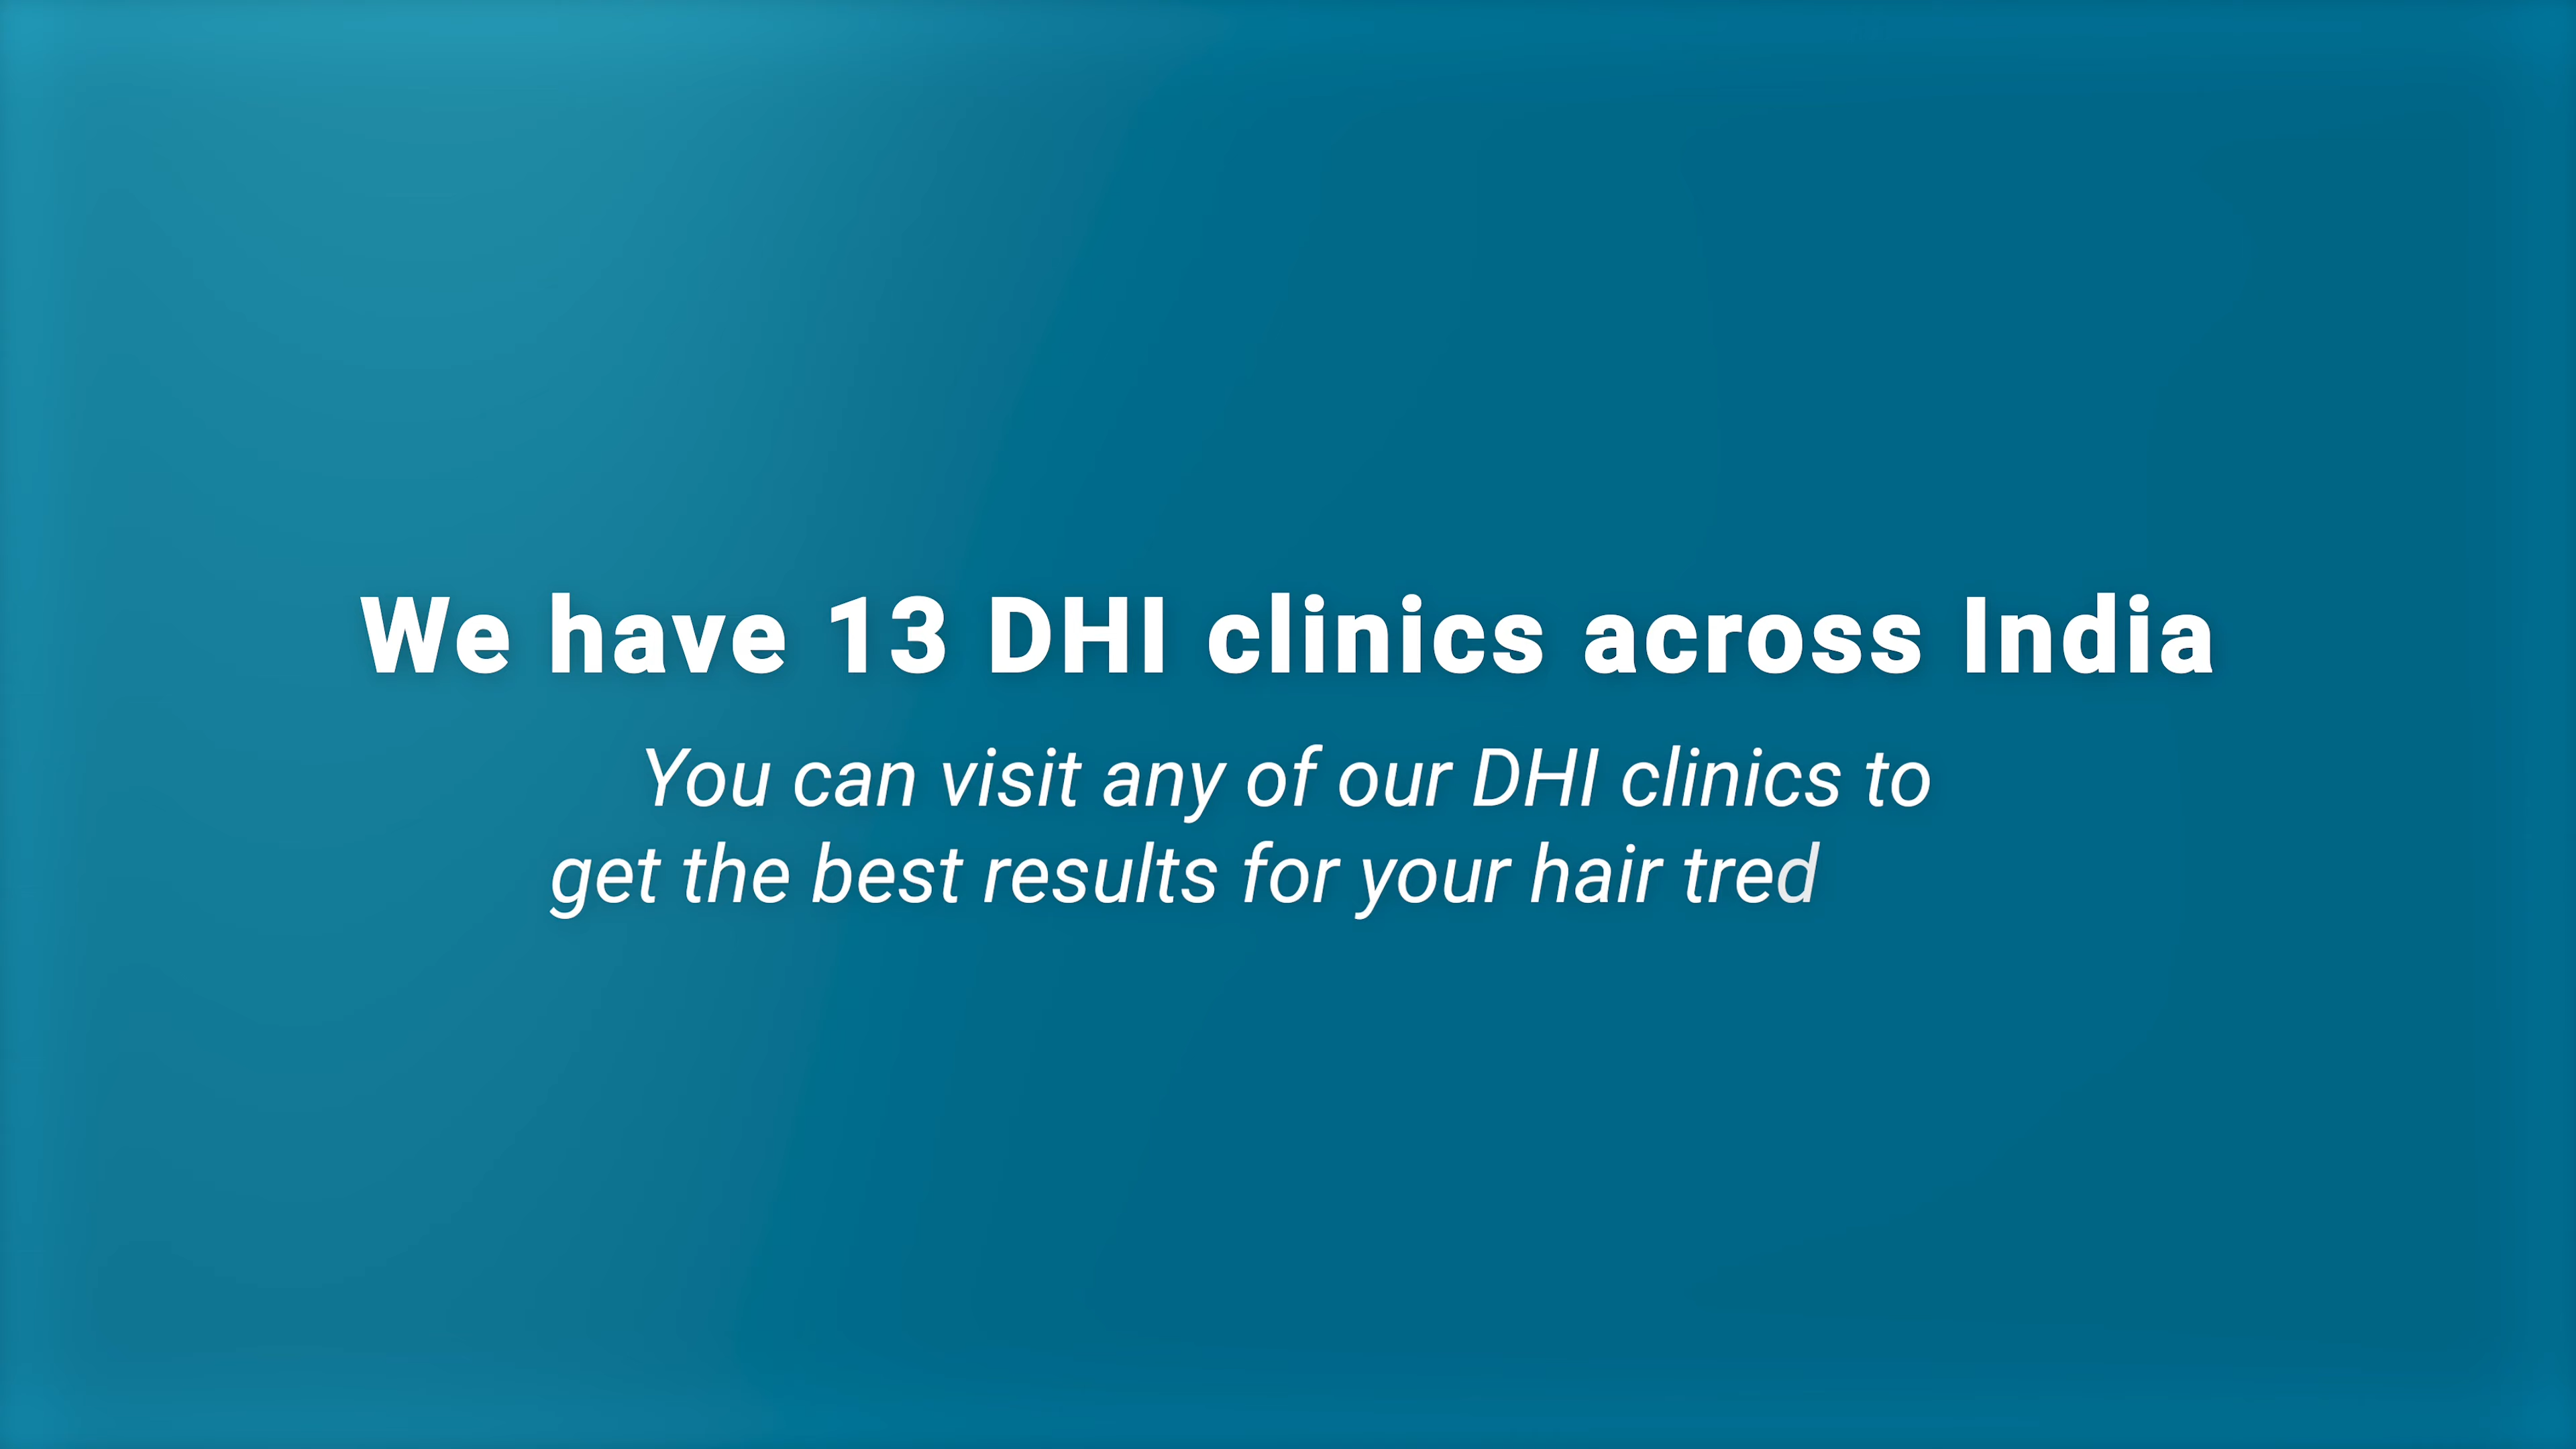 We have 13 DHI clinics across India
You can visit any of our DHI clinics to
get the best results for your hair tred